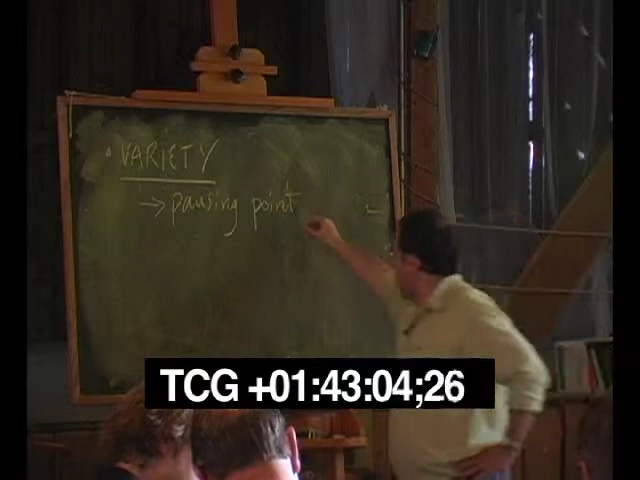 • VARIETY
→ pausing point
TCG +01:43:04;26